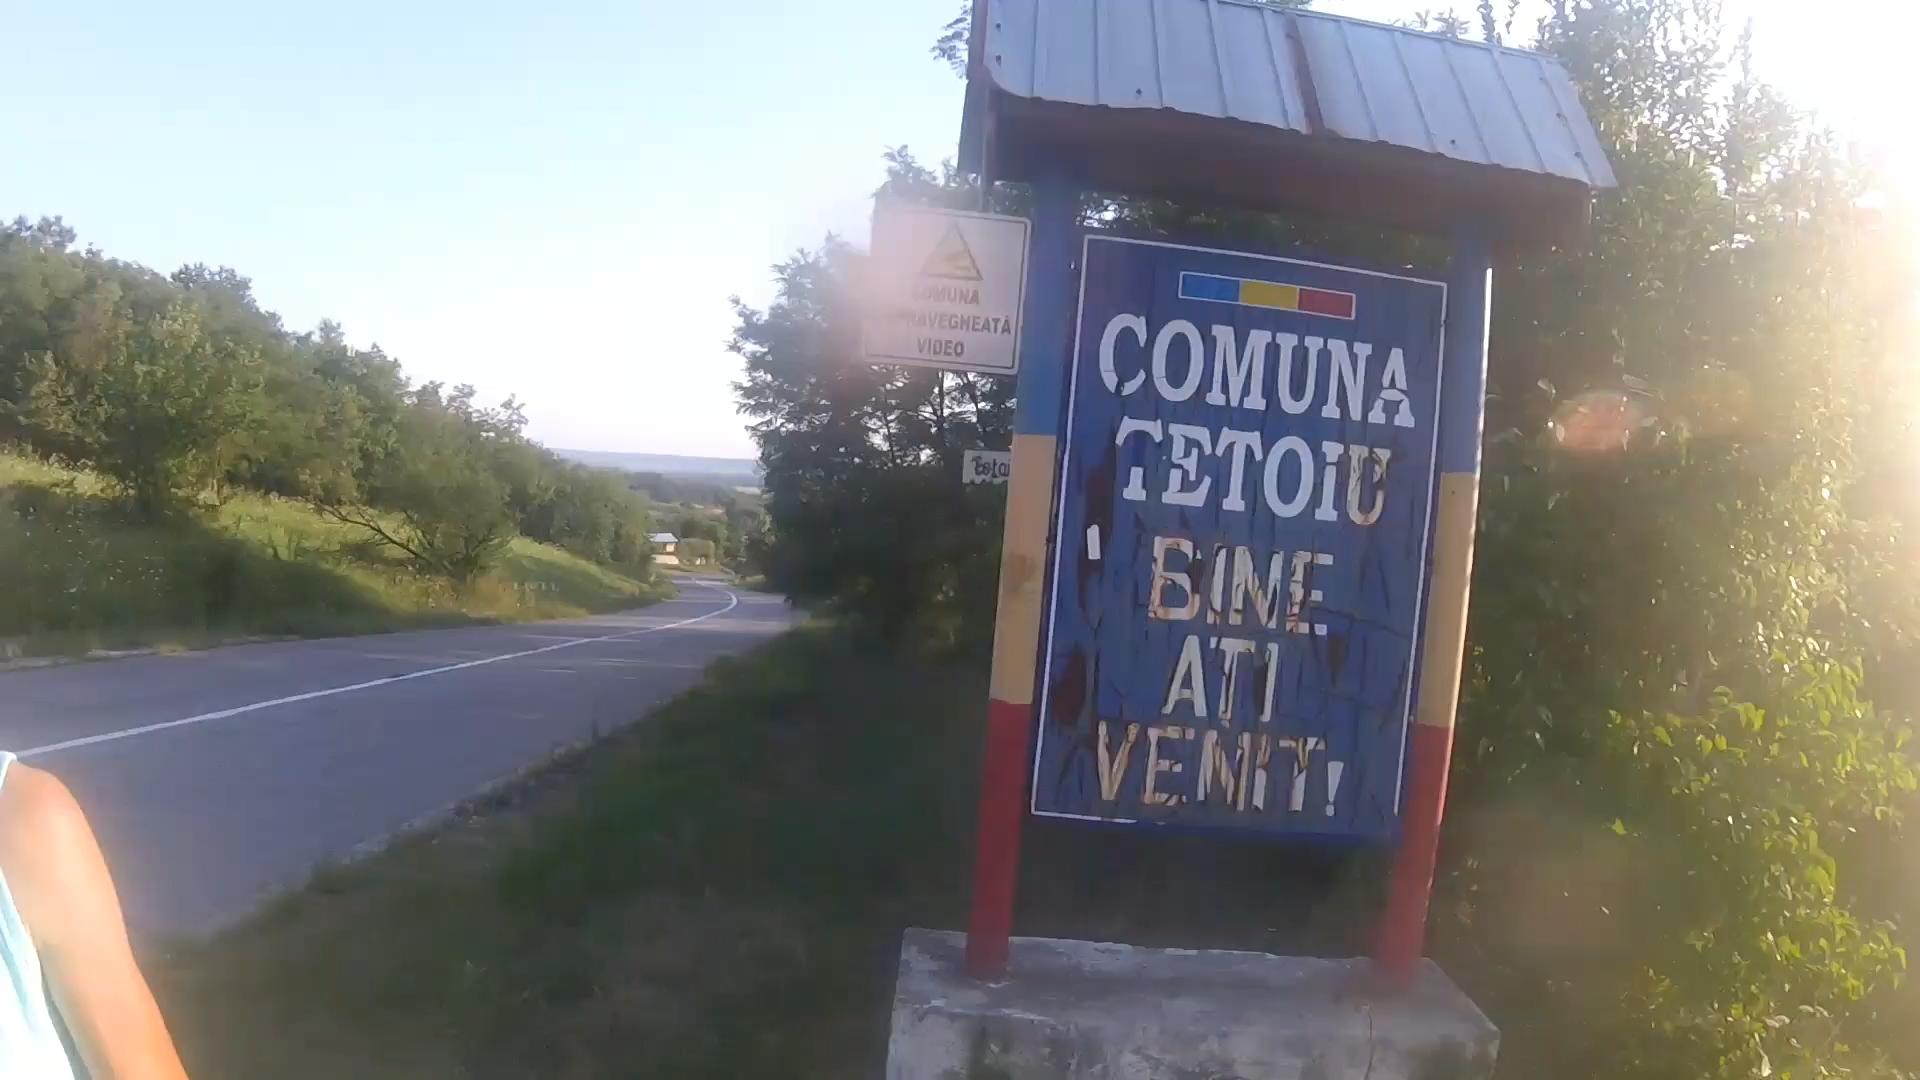 COMUNA
VIDEO
COMUNA
TETOIU
BINE
ATI
VENIT!